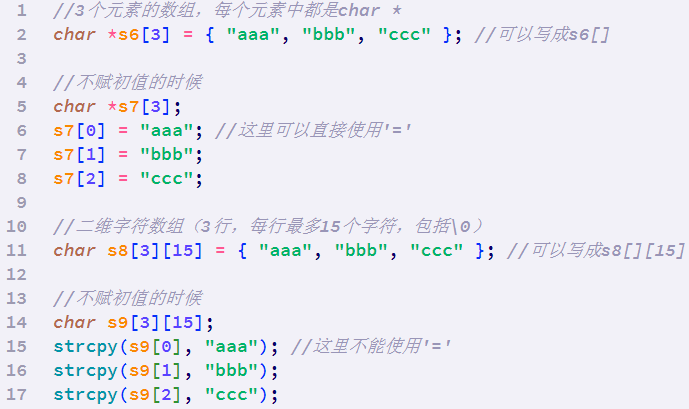 1 //3个元素的数组，每个元素中都是char *
2 char *s6[3] = { "aaa", "bbb", "ccc" }; //可以写成s6[]
3
4 //不赋初值的时候
5 char *s7[3];
6 s7[0] = "aaa"; //这里可以直接使用'='
7 s7[1] = "bbb";
8 s7[2] = "ccc";
9
10 //二维字符数组（3行，每行最多15个字符，包括\0）
11 char s8[3][15] = { "aaa", "bbb", "ccc" }; //可以写成s8[][15]
12
13 //不赋初值的时候
14 char s9[3][15];
15 strcpy(s9[0], "aaa"); //这里不能使用'='
16 strcpy(s9[1], "bbb");
17 strcpy(s9[2], "ccc");